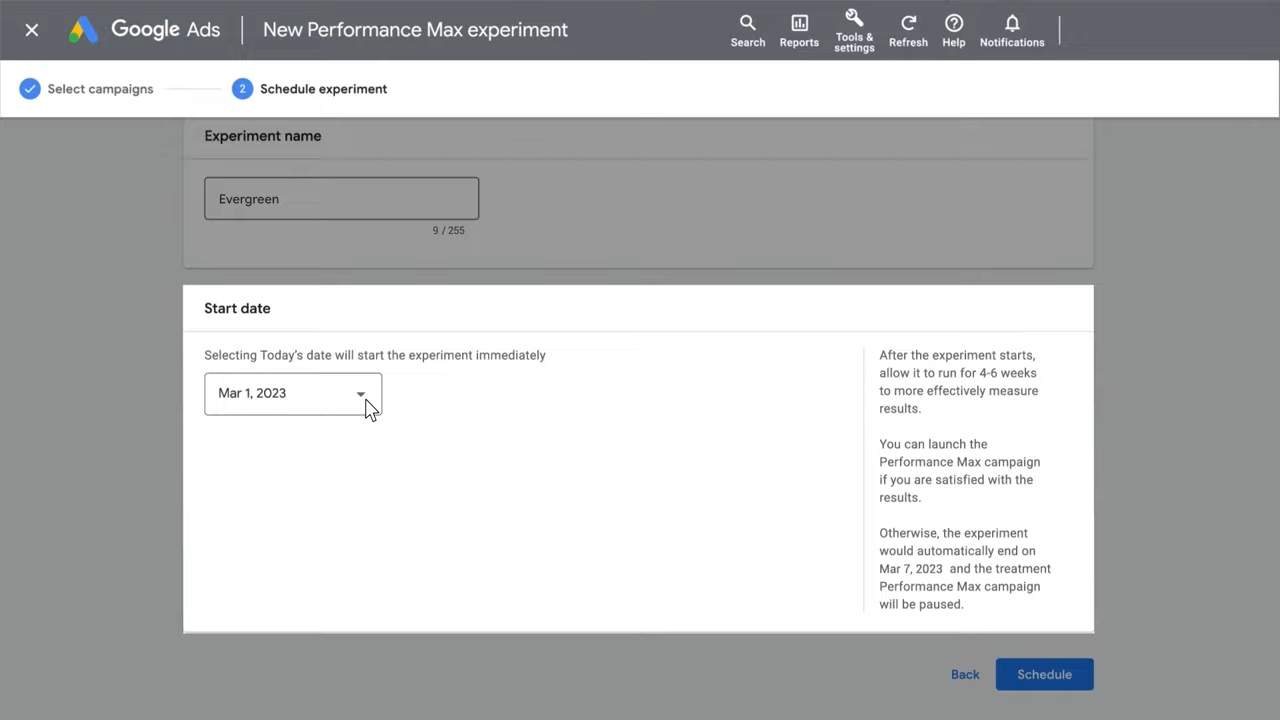 Google Ads
New Performance Max experiment
Search
Reports
Tools &
settings
Refresh
Help
Notifications
Select campaigns
2
Schedule experiment
Experiment name
Evergreen
9 / 255
Start date
Selecting Today's date will start the experiment immediately
Mar 1, 2023
After the experiment starts,
allow it to run for 4-6 weeks
to more effectively measure
results.
You can launch the
Performance Max campaign
if you are satisfied with the
results.
Otherwise, the experiment
would automatically end on
Mar 7, 2023 and the treatment
Performance Max campaign
will be paused.
Back
Schedule